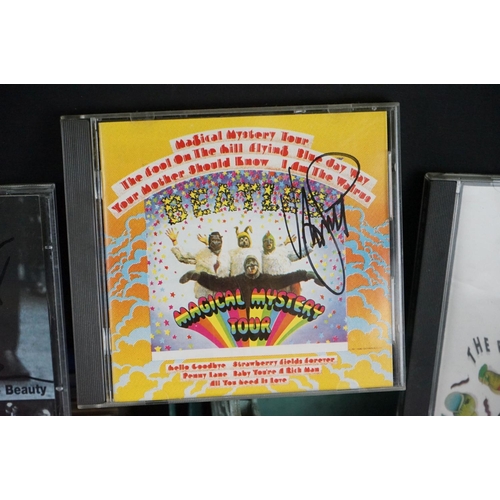 Magical Mystery Tour
The Fool On The Hill Flying Blue Jay Way
Your Mother Should Know I Am The Walrus
BEATLES
MAGICAL MYSTERY
TOUR
Hello Goodbye Strawberry Fields Forever
Penny Lane Baby You're A Rich Man
All You Need Is Love
Beauty
THE